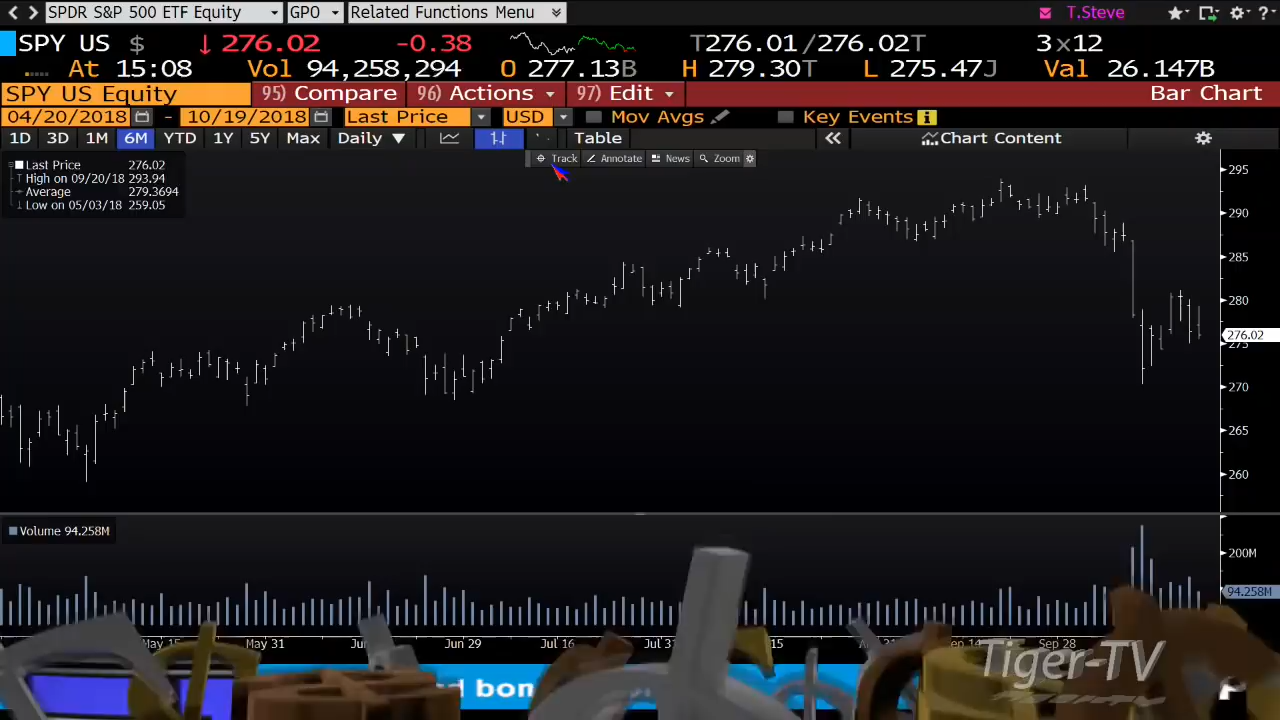 SPDR S&P 500 ETF Equity GPO Related Functions Menu T.Steve
SPY US $ ↓ 276.02 -0.38 T276.01/276.02T 3x12
At 15:08 Vol 94,258,294 O 277.13B H 279.30T L 275.47J Val 26.147B
SPY US Equity 95) Compare 96) Actions 97) Edit Bar Chart
04/20/2018 - 10/19/2018 Last Price USD Mov Avgs Key Events
1D 3D 1M 6M YTD 1Y 5Y Max Daily ▼ Table « Chart Content
Track Annotate News Zoom
Last Price 276.02
High on 09/20/18 293.94
Average 279.3694
Low on 05/03/18 259.05
295
290
285
280
276.02
275
270
265
260
Volume 94.258M
200M
94.258M
May 15 May 31 Jun 29 Jul 16 Jul 31 Sep 28
Tiger-TV